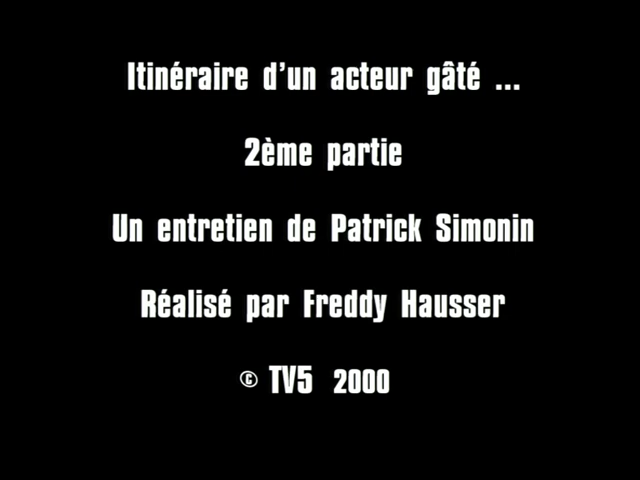 Itinéraire d'un acteur gâté ...
2ème partie
Un entretien de Patrick Simonin
Réalisé par Freddy Hausser
© TV5 2000